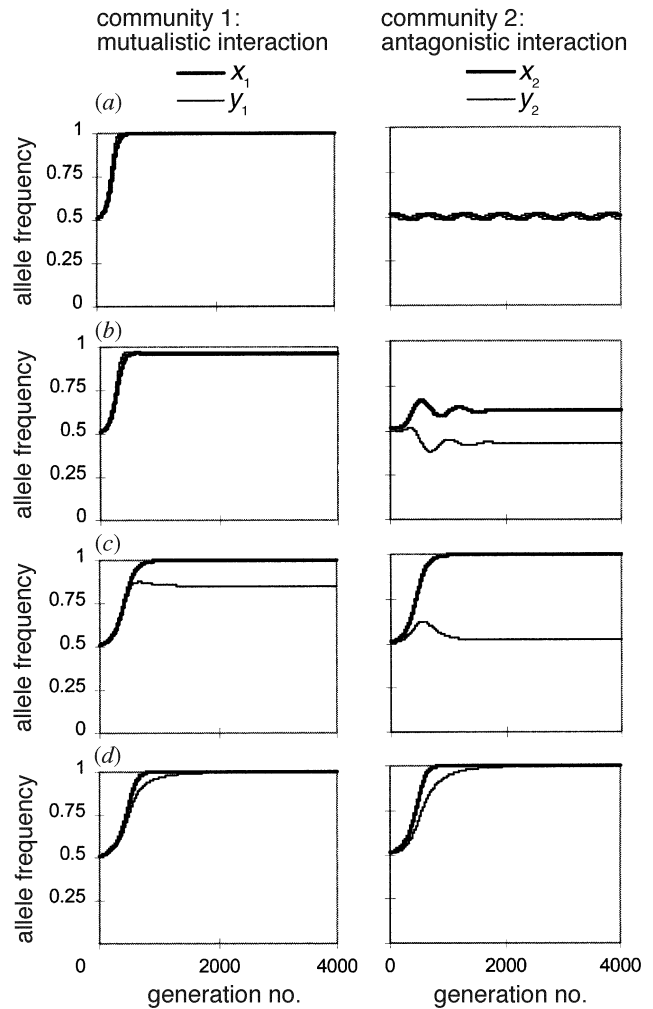 community 1: community 2:
mutualistic interaction antagonistic interaction
x1 x2
y1 y2
(a)
1
0.75
0.5
0.25
0
allele frequency
(b)
1
0.75
0.5
0.25
0
allele frequency
(c)
1
0.75
0.5
0.25
0
allele frequency
(d)
1
0.75
0.5
0.25
allele frequency
0 2000 4000 0 2000 4000
generation no. generation no.